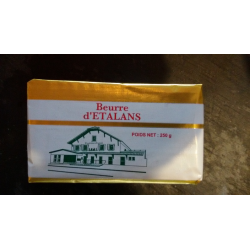 Beurre
d'ETALANS
POIDS NET : 250 g